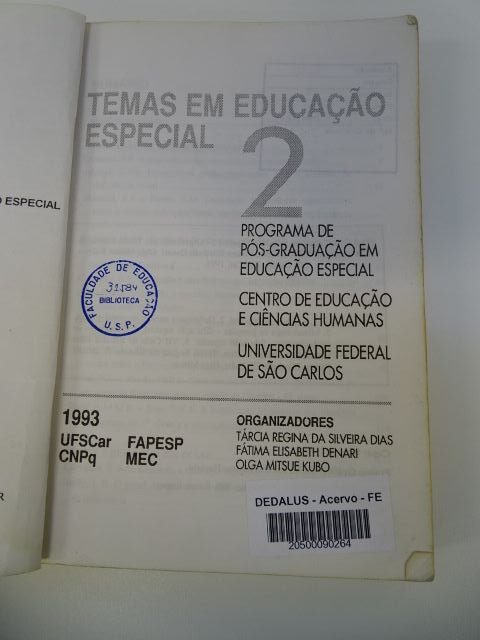 O ESPECIAL
R
TEMAS EM EDUCAÇÃO
ESPECIAL
2
PROGRAMA DE
PÓS-GRADUAÇÃO EM
EDUCAÇÃO ESPECIAL
CENTRO DE EDUCAÇÃO
E CIÊNCIAS HUMANAS
UNIVERSIDADE FEDERAL
DE SÃO CARLOS
FACULDADE DE EDUCAÇÃO
31584
BIBLIOTECA
U.S.P.
1993
UFSCar FAPESP
CNPq MEC
ORGANIZADORES
TÁRCIA REGINA DA SILVEIRA DIAS
FÁTIMA ELISABETH DENARI
OLGA MITSUE KUBO
DEDALUS - Acervo - FE
20500090264